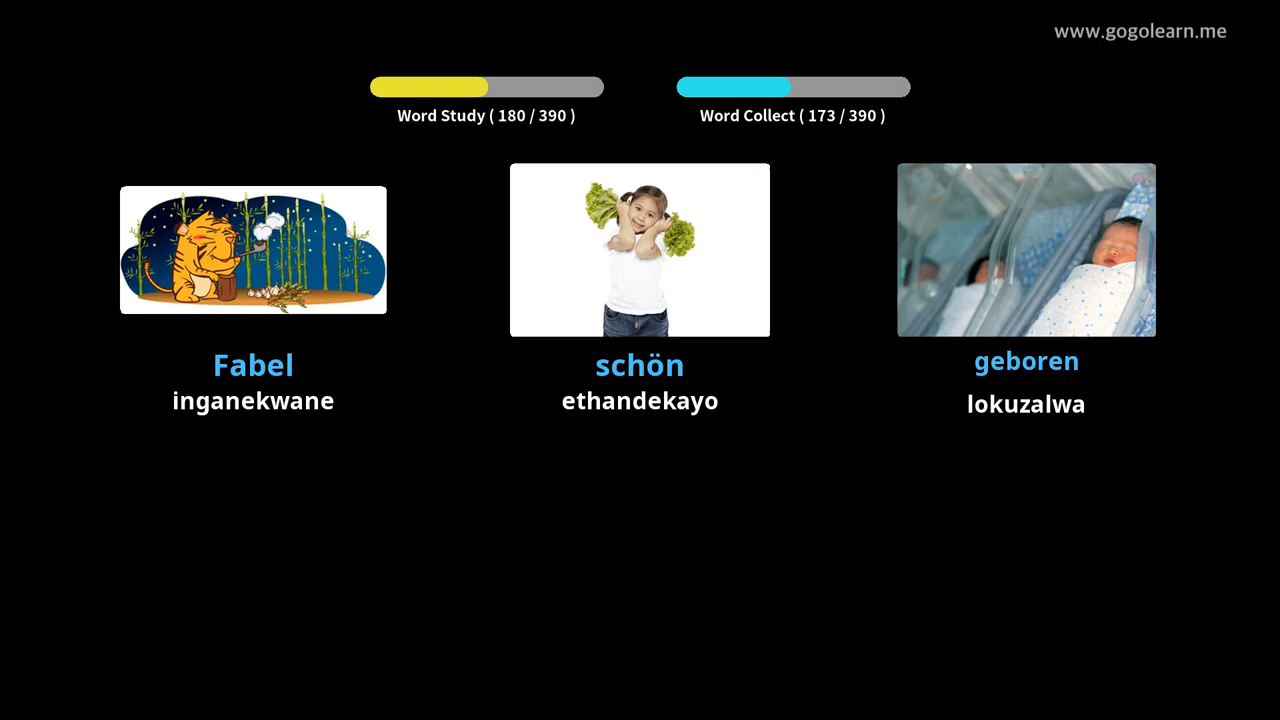 www.gogolearn.me
Word Study ( 180 / 390 )
Word Collect ( 173 / 390 )
Fabel
inganekwane
schön
ethandekayo
geboren
lokuzalwa